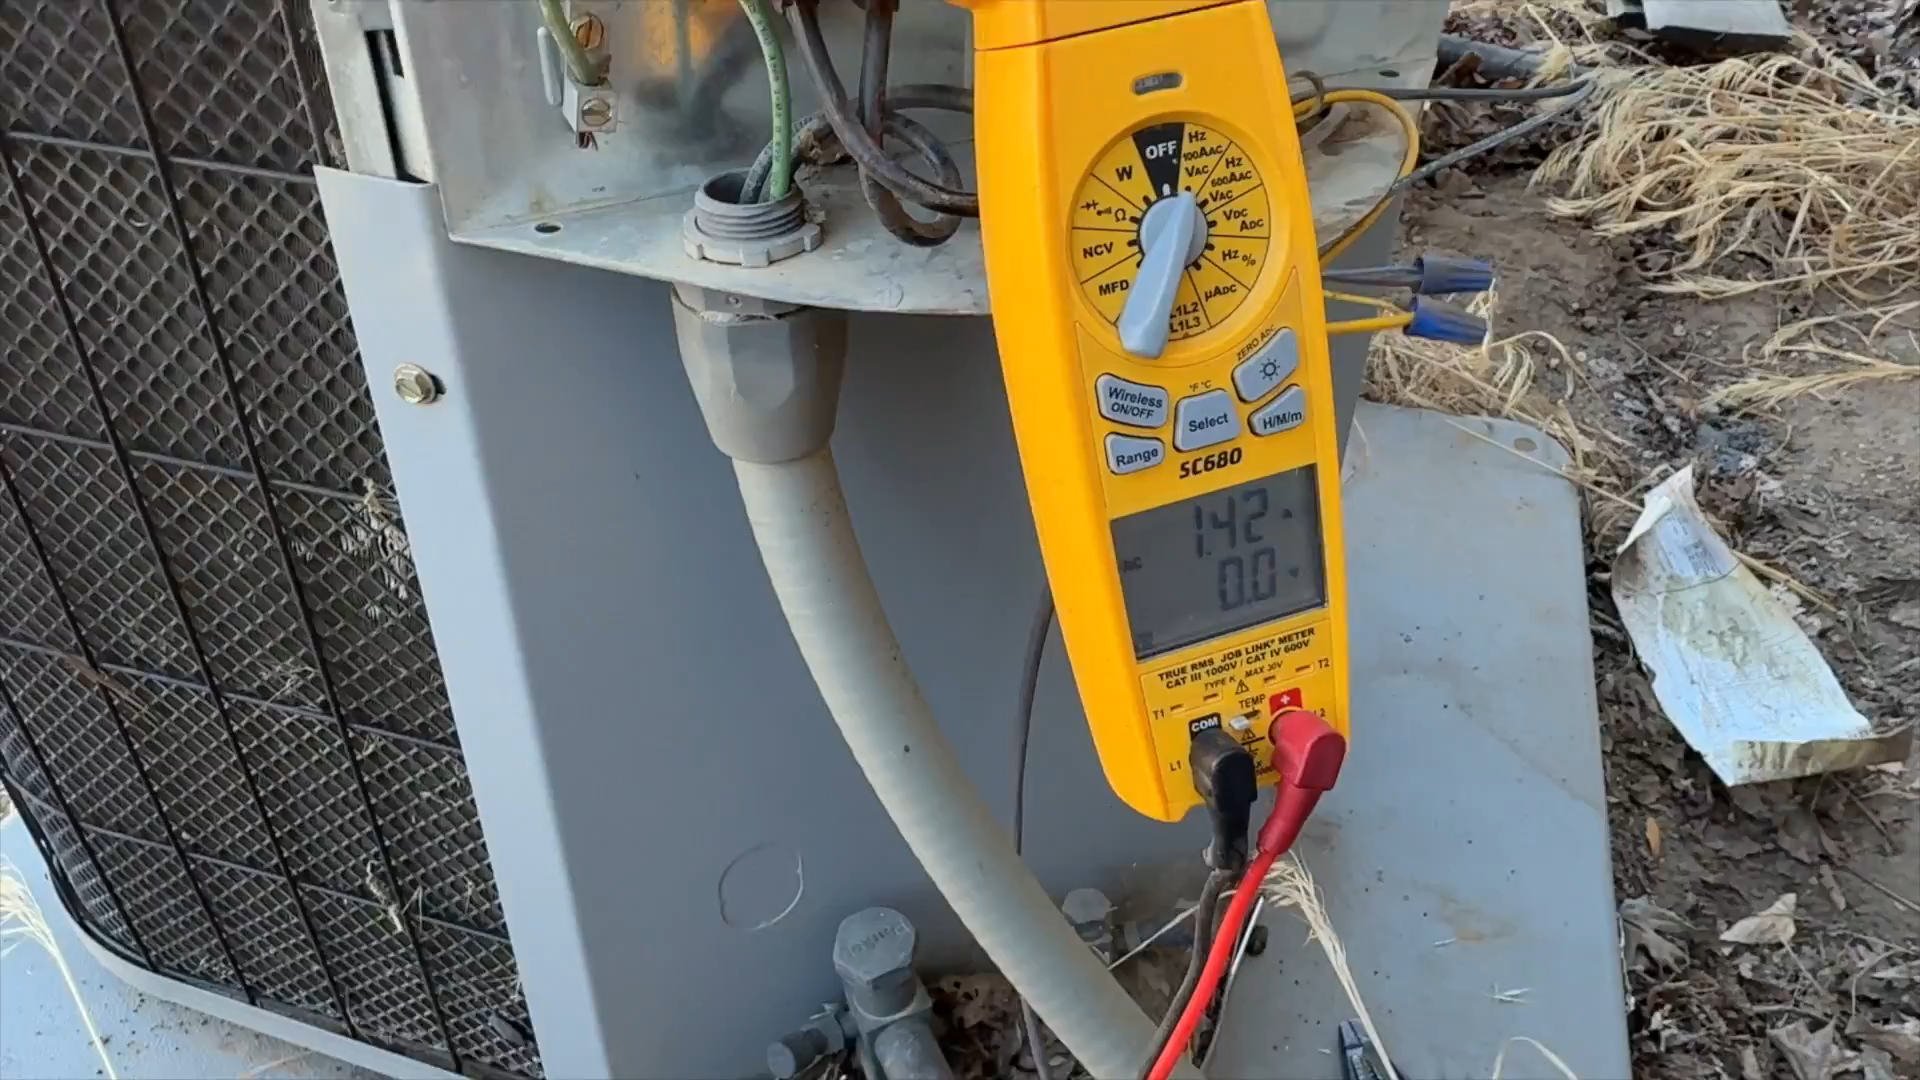 OFF
Hz
100AAC
VAC
Hz
600AAC
VAC
VDC
ADC
Hz %
µADC
L1L2
L1L3
MFD
NCV
Ω
W
ZERO ADC
Wireless
ON/OFF
°F °C
Select
H/M/m
Range
SC680
1.42
0.0
TRUE RMS JOB LINK® METER
CAT III 1000V / CAT IV 600V
TYPE K MAX 30V
T1
T2
TEMP
COM
+
L1